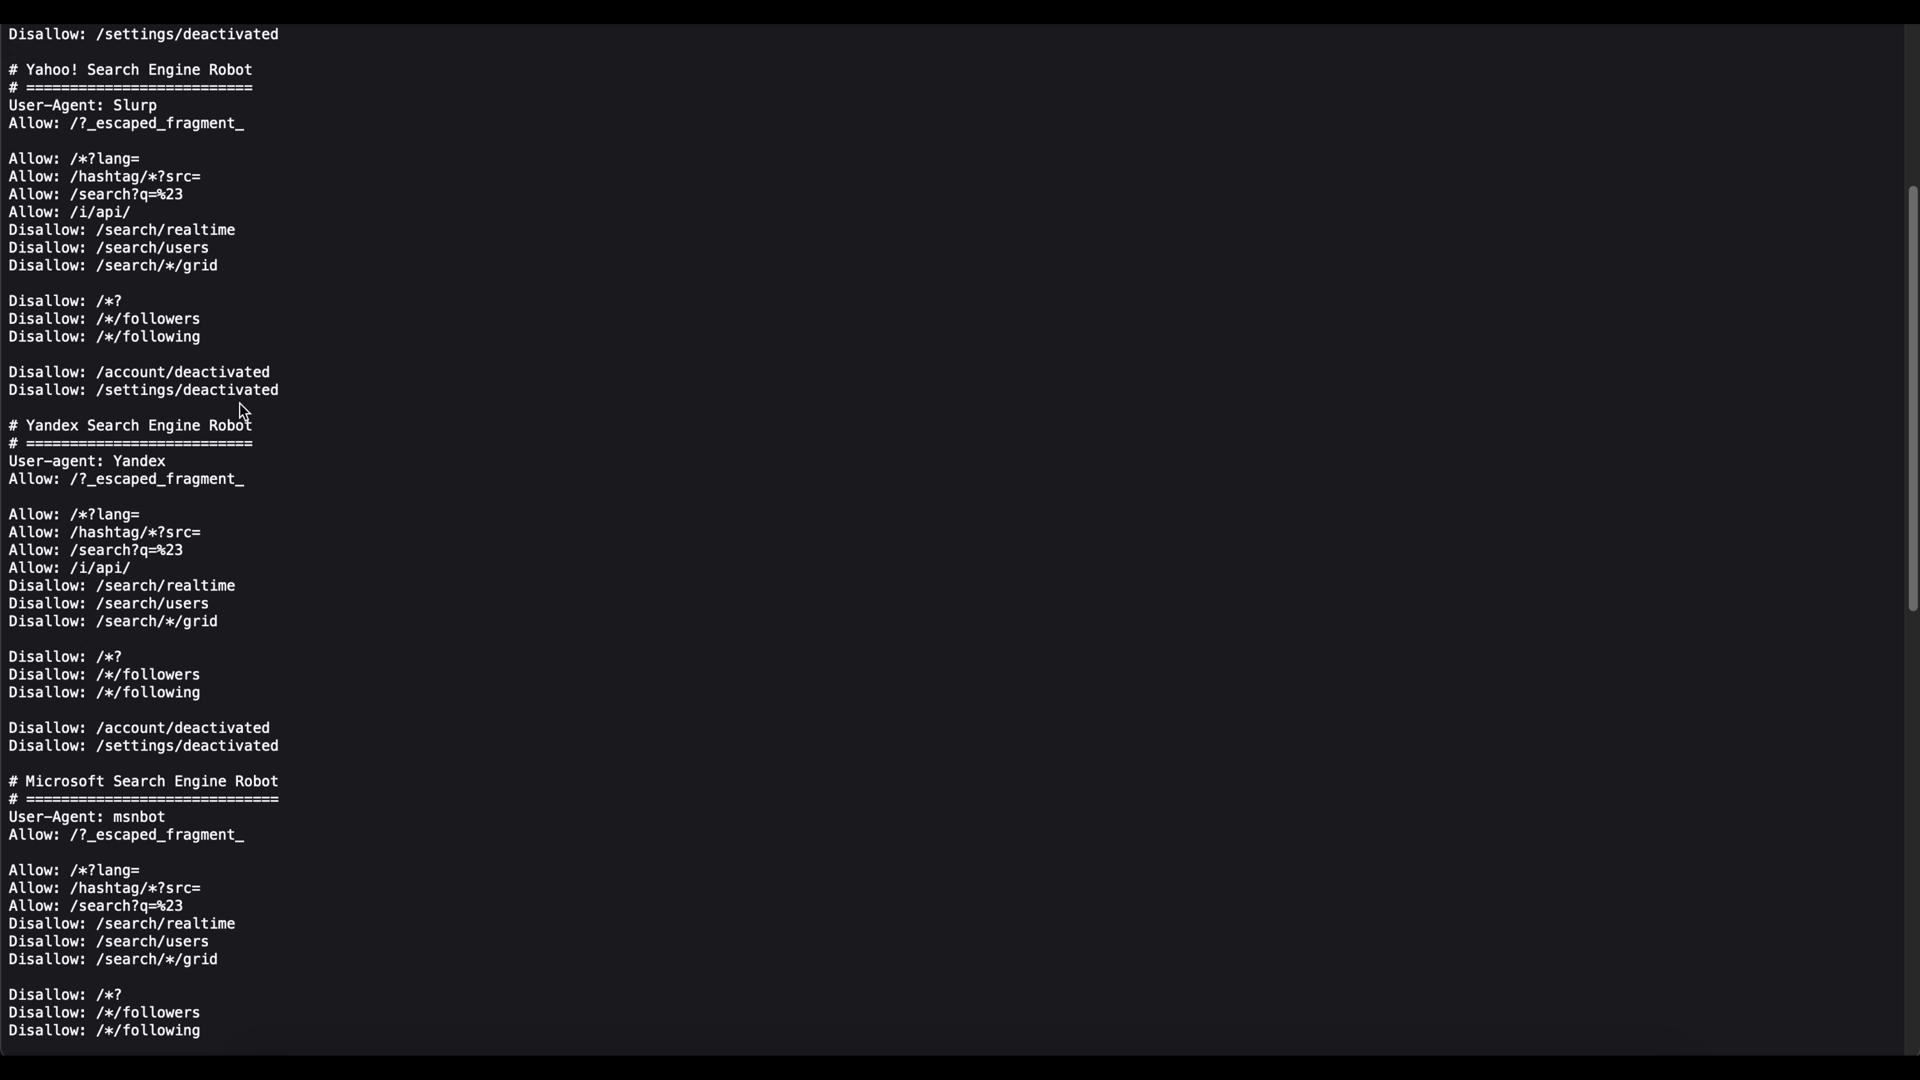 Disallow: /settings/deactivated
# Yahoo! Search Engine Robot
# ==========================
User-Agent: Slurp
Allow: /?_escaped_fragment_
Allow: /*?lang=
Allow: /hashtag/*?src=
Allow: /search?q=%23
Allow: /i/api/
Disallow: /search/realtime
Disallow: /search/users
Disallow: /search/*/grid
Disallow: /*?
Disallow: /*/followers
Disallow: /*/following
Disallow: /account/deactivated
Disallow: /settings/deactivated
# Yandex Search Engine Robot
# ==========================
User-agent: Yandex
Allow: /?_escaped_fragment_
Allow: /*?lang=
Allow: /hashtag/*?src=
Allow: /search?q=%23
Allow: /i/api/
Disallow: /search/realtime
Disallow: /search/users
Disallow: /search/*/grid
Disallow: /*?
Disallow: /*/followers
Disallow: /*/following
Disallow: /account/deactivated
Disallow: /settings/deactivated
# Microsoft Search Engine Robot
# =============================
User-Agent: msnbot
Allow: /?_escaped_fragment_
Allow: /*?lang=
Allow: /hashtag/*?src=
Allow: /search?q=%23
Disallow: /search/realtime
Disallow: /search/users
Disallow: /search/*/grid
Disallow: /*?
Disallow: /*/followers
Disallow: /*/following